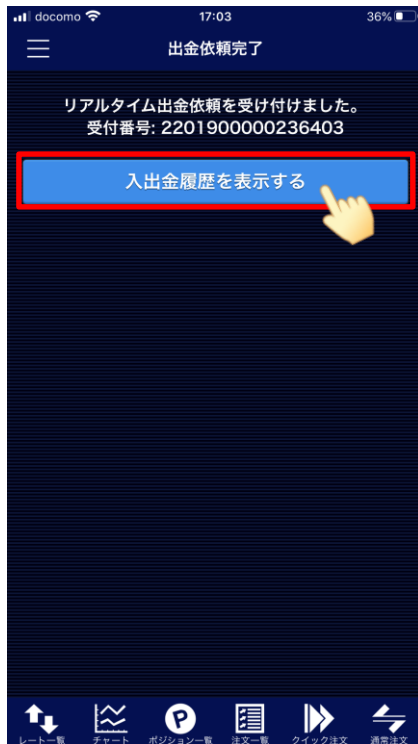 docomo 17:03 36%
出金依頼完了
リアルタイム出金依頼を受け付けました。
受付番号: 2201900000236403
入出金履歴を表示する
P
レート一覧 チャート ポジション一覧 注文一覧 クイック注文 通常注文